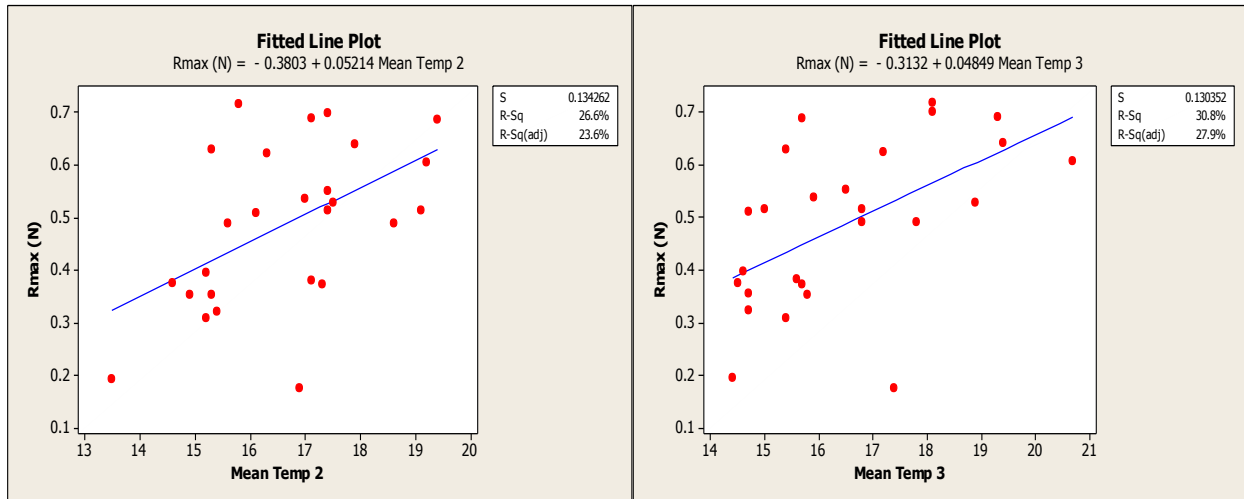 Fitted Line Plot
Rmax (N) = - 0.3803 + 0.05214 Mean Temp 2
S 0.134262
R-Sq 26.6%
R-Sq(adj) 23.6%
0.7
0.6
0.5
0.4
0.3
0.2
0.1
Rmax (N)
13 14 15 16 17 18 19 20
Mean Temp 2
Fitted Line Plot
Rmax (N) = - 0.3132 + 0.04849 Mean Temp 3
S 0.130352
R-Sq 30.8%
R-Sq(adj) 27.9%
0.7
0.6
0.5
0.4
0.3
0.2
0.1
Rmax (N)
14 15 16 17 18 19 20 21
Mean Temp 3